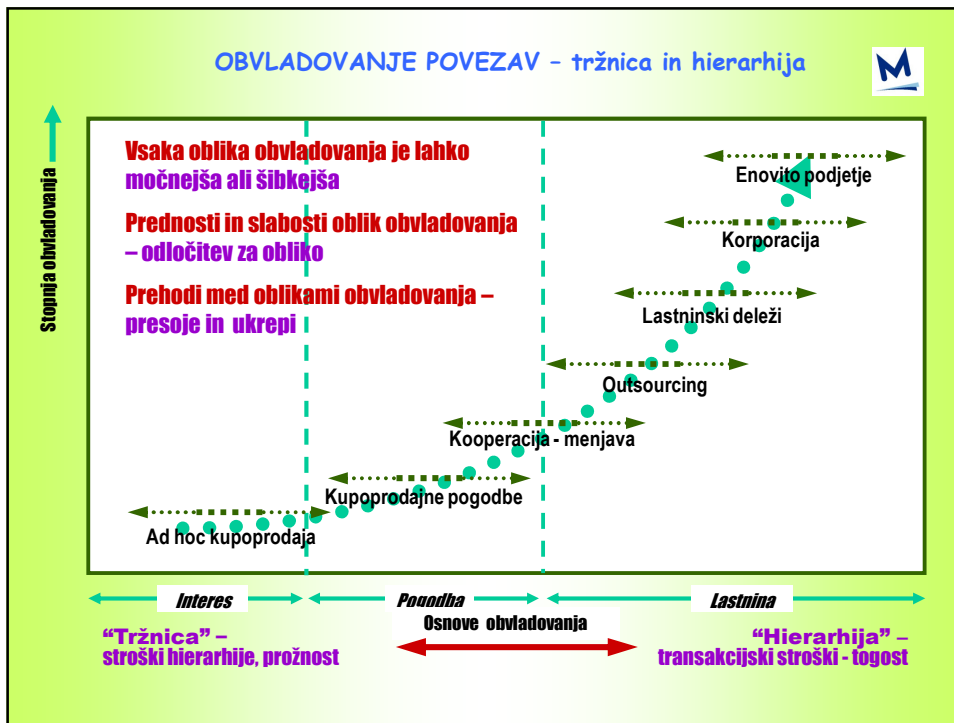 OBVLADOVANJE POVEZAV – tržnica in hierarhija
M
Stopnja obvladovanja
Vsaka oblika obvladovanja je lahko
močnejša ali šibkejša
Prednosti in slabosti oblik obvladovanja
– odločitev za obliko
Prehodi med oblikami obvladovanja –
presoje in ukrepi
Enovito podjetje
Korporacija
Lastninski deleži
Outsourcing
Kooperacija - menjava
Kupoprodajne pogodbe
Ad hoc kupoprodaja
Interes
Pogodba
Lastnina
Osnove obvladovanja
“Tržnica” –
stroški hierarhije, prožnost
“Hierarhija” –
transakcijski stroški - togost